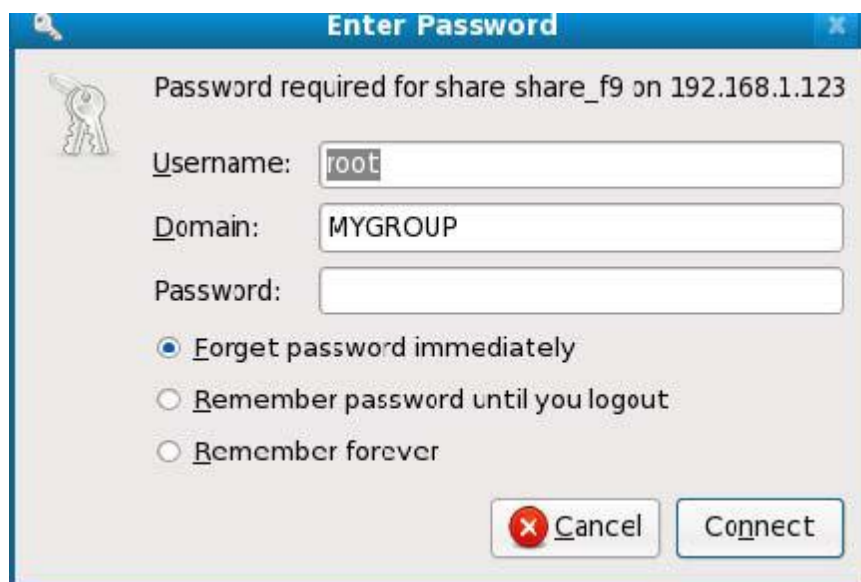 Enter Password
Password required for share share_f9 on 192.168.1.123
Username: root
Domain: MYGROUP
Password:
Forget password immediately
Remember password until you logout
Remember forever
Cancel Connect